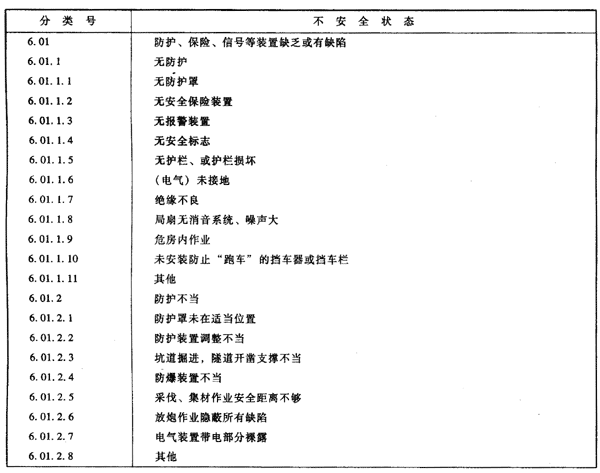 分类号 不安全状态
6.01 防护、保险、信号等装置缺乏或有缺陷
6.01.1 无防护
6.01.1.1 无防护罩
6.01.1.2 无安全保险装置
6.01.1.3 无报警装置
6.01.1.4 无安全标志
6.01.1.5 无护栏、或护栏损坏
6.01.1.6 (电气)未接地
6.01.1.7 绝缘不良
6.01.1.8 局扇无消音系统、噪声大
6.01.1.9 危房内作业
6.01.1.10 未安装防止“跑车”的挡车器或挡车栏
6.01.1.11 其他
6.01.2 防护不当
6.01.2.1 防护罩未在适当位置
6.01.2.2 防护装置调整不当
6.01.2.3 坑道掘进，隧道开凿支撑不当
6.01.2.4 防爆装置不当
6.01.2.5 采伐、集材作业安全距离不够
6.01.2.6 放炮作业隐蔽所有缺陷
6.01.2.7 电气装置带电部分裸露
6.01.2.8 其他